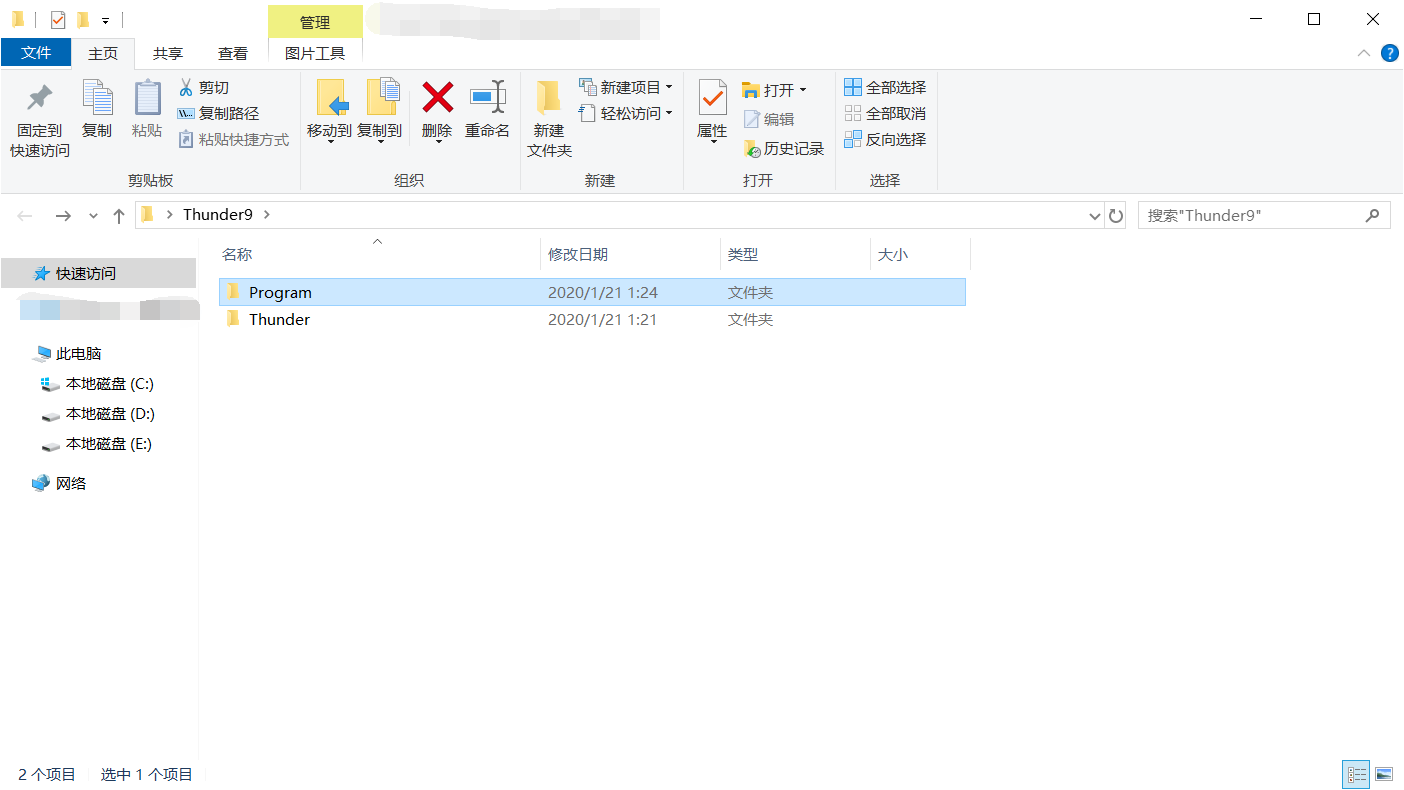 管理
文件 主页 共享 查看 图片工具
固定到
快速访问
复制
粘贴
剪切
复制路径
粘贴快捷方式
剪贴板
移动到 复制到 删除 重命名
组织
新建
文件夹
新建项目
轻松访问
新建
属性
打开
编辑
历史记录
打开
全部选择
全部取消
反向选择
选择
Thunder9
搜索"Thunder9"
名称 修改日期 类型 大小
快速访问
此电脑
本地磁盘 (C:)
本地磁盘 (D:)
本地磁盘 (E:)
网络
Program 2020/1/21 1:24 文件夹
Thunder 2020/1/21 1:21 文件夹
2 个项目 选中 1 个项目